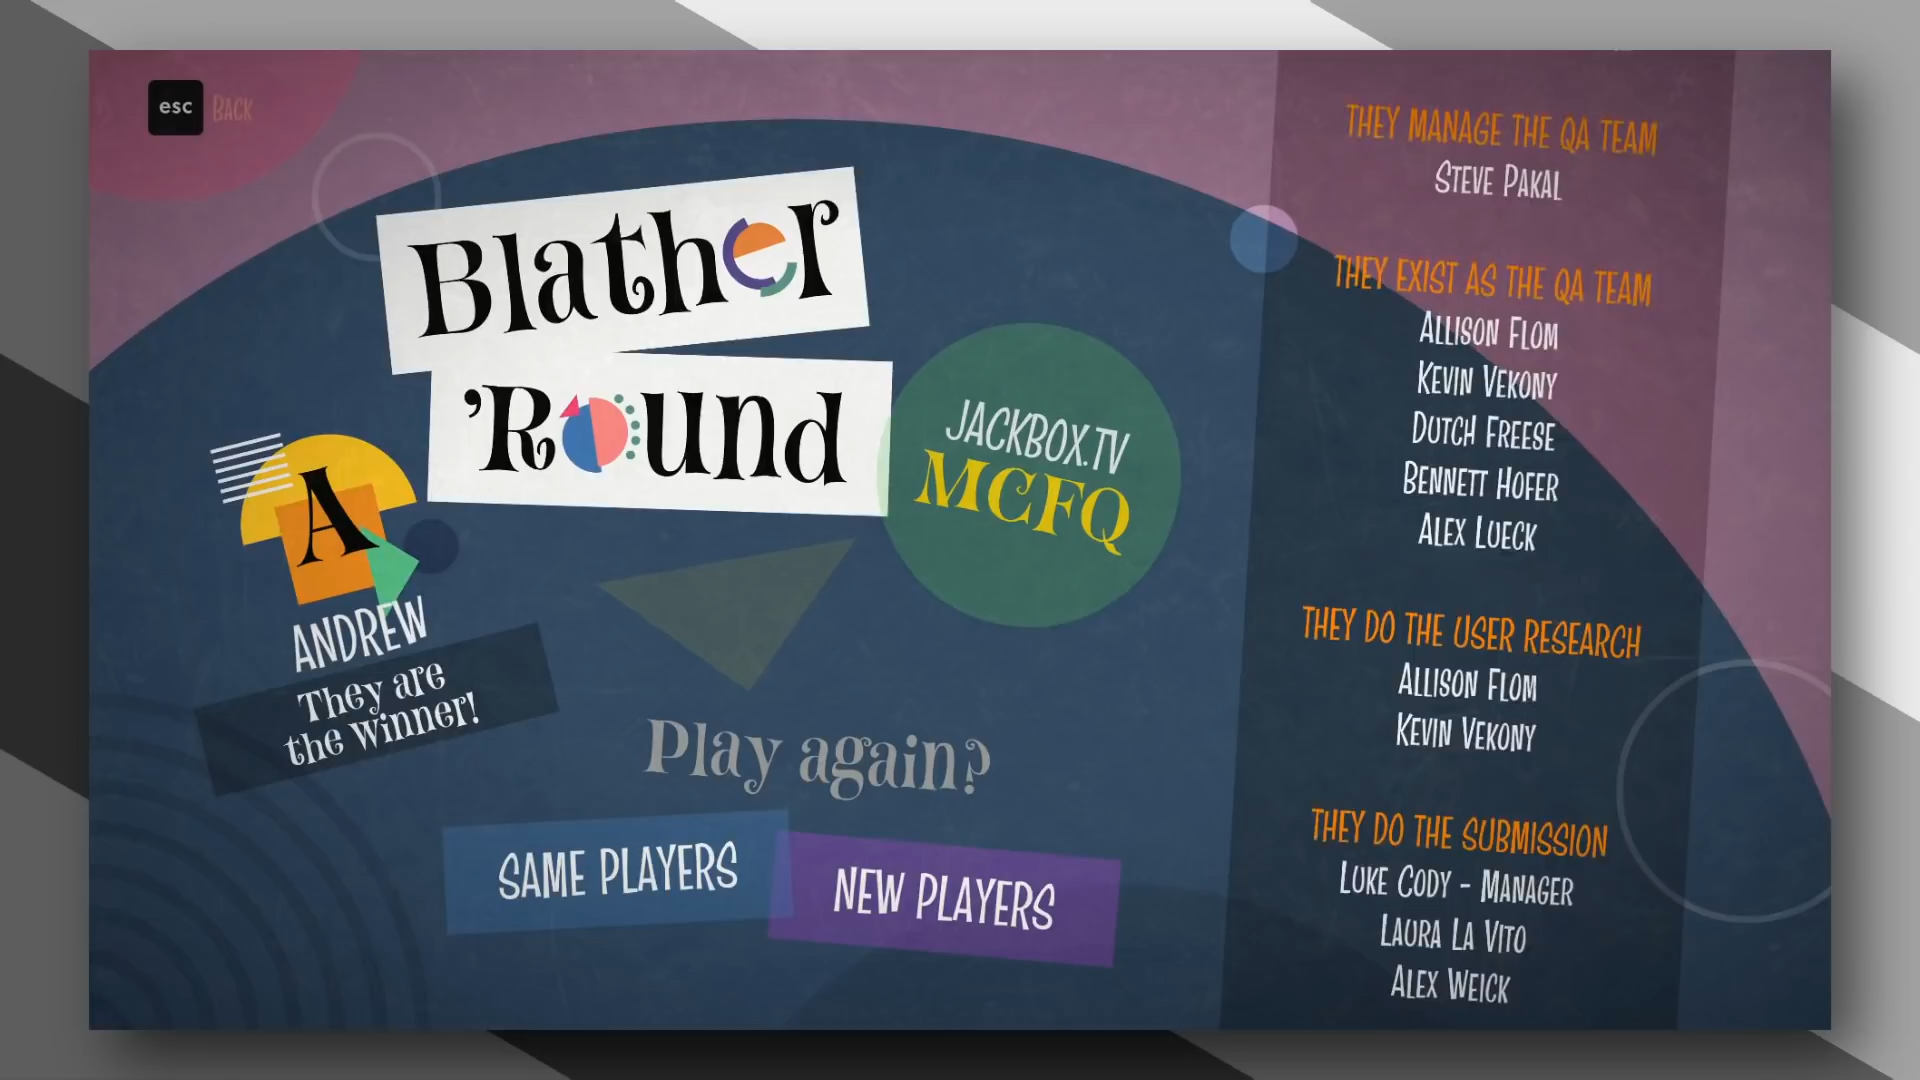 esc BACK
Blather
'Round
JACKBOX.TV
MCFQ
A
ANDREW
They are
the Winner!
Play again?
SAME PLAYERS
NEW PLAYERS
THEY MANAGE THE QA TEAM
STEVE PAKAL
THEY EXIST AS THE QA TEAM
ALLISON FLOM
KEVIN VEKONY
DUTCH FREESE
BENNETT HOFER
ALEX LUECK
THEY DO THE USER RESEARCH
ALLISON FLOM
KEVIN VEKONY
THEY DO THE SUBMISSION
LUKE CODY - MANAGER
LAURA LA VITO
ALEX WEICK